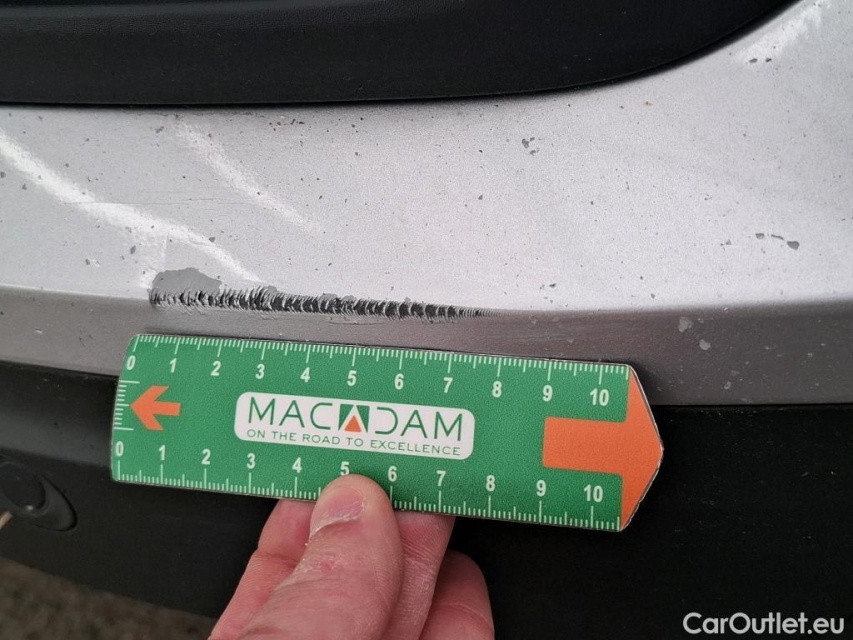 0 1 2 3 4 5 6 7 8 9 10
MACADAM
ON THE ROAD TO EXCELLENCE
0 1 2 3 4 5 6 7 8 9 10
CarOutlet.eu